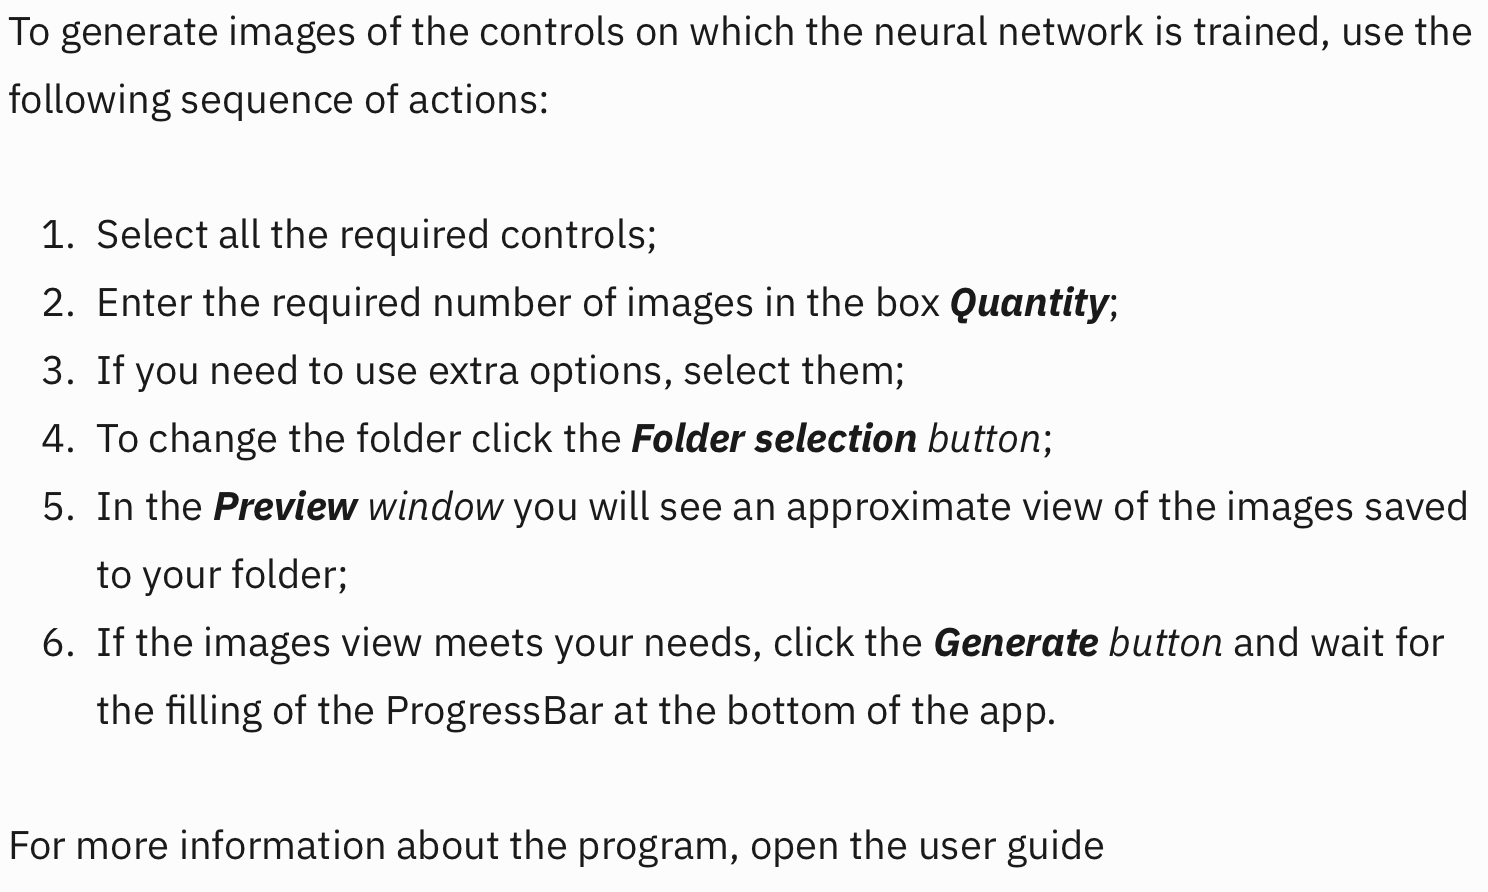 To generate images of the controls on which the neural network is trained, use the
following sequence of actions:
1. Select all the required controls;
2. Enter the required number of images in the box Quantity;
3. If you need to use extra options, select them;
4. To change the folder click the Folder selection button;
5. In the Preview window you will see an approximate view of the images saved
to your folder;
6. If the images view meets your needs, click the Generate button and wait for
the filling of the ProgressBar at the bottom of the app.
For more information about the program, open the user guide